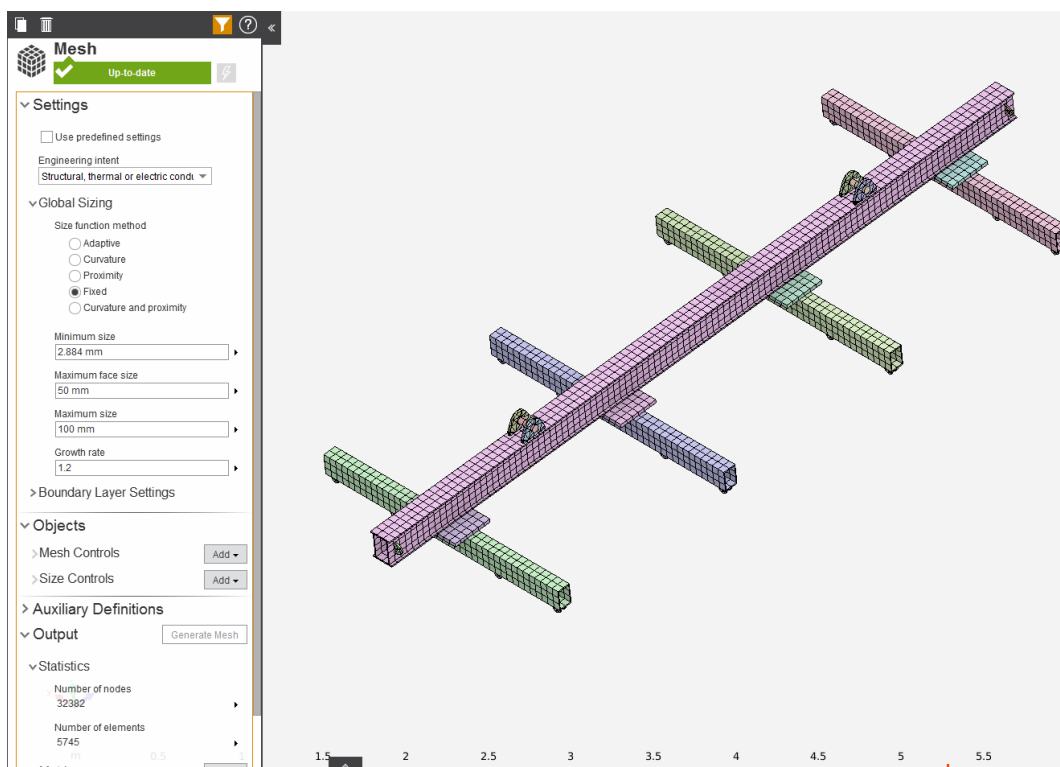 Mesh
Up-to-date
Settings
Use predefined settings
Engineering intent
Structural, thermal or electric condu
Global Sizing
Size function method
Adaptive
Curvature
Proximity
Fixed
Curvature and proximity
Minimum size
2.884 mm
Maximum face size
50 mm
Maximum size
100 mm
Growth rate
1.2
Boundary Layer Settings
Objects
Mesh Controls Add
Size Controls Add
Auxiliary Definitions
Output Generate Mesh
Statistics
Number of nodes
32382
Number of elements
5745
m 0.5 1 1.5 2 2.5 3 3.5 4 4.5 5 5.5